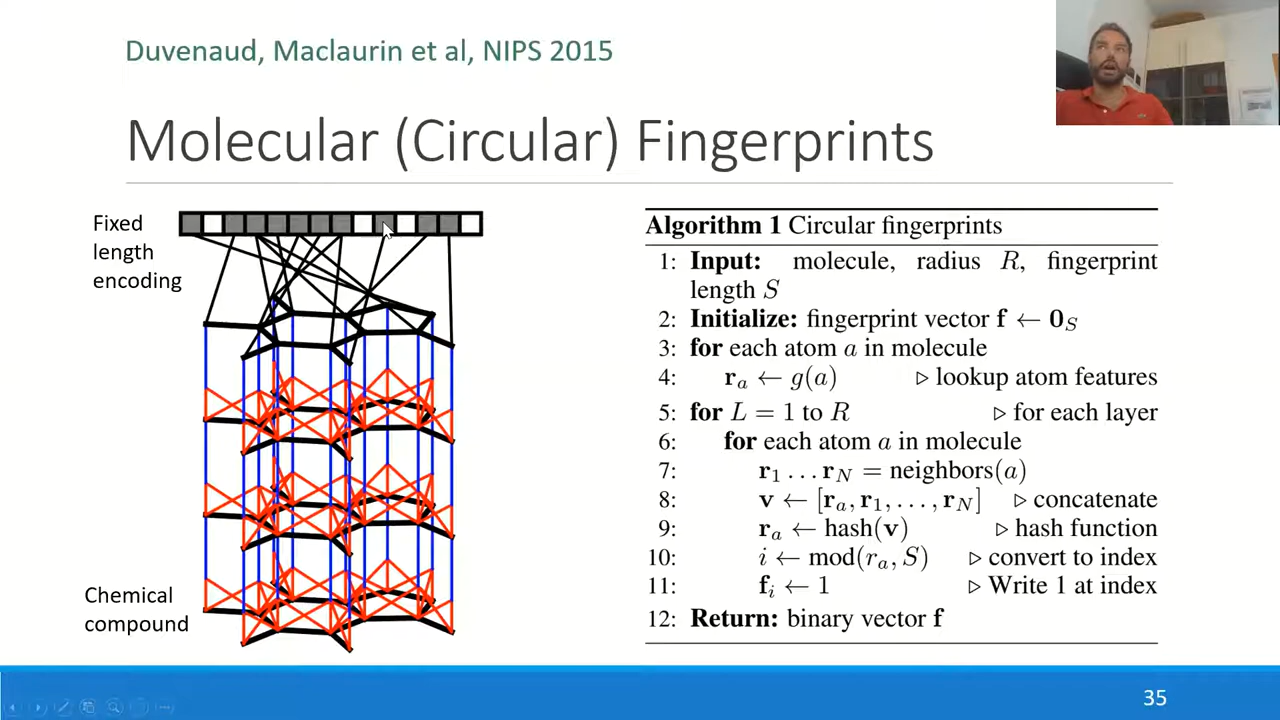 Duvenaud, Maclaurin et al, NIPS 2015
Molecular (Circular) Fingerprints
Fixed
length
encoding
Chemical
compound
Algorithm 1 Circular fingerprints
1: Input: molecule, radius R, fingerprint
length S
2: Initialize: fingerprint vector f ← 0_S
3: for each atom a in molecule
4: r_a ← g(a) ▷ lookup atom features
5: for L = 1 to R ▷ for each layer
6: for each atom a in molecule
7: r_1 … r_N = neighbors(a)
8: v ← [r_a, r_1, …, r_N] ▷ concatenate
9: r_a ← hash(v) ▷ hash function
10: i ← mod(r_a, S) ▷ convert to index
11: f_i ← 1 ▷ Write 1 at index
12: Return: binary vector f
35